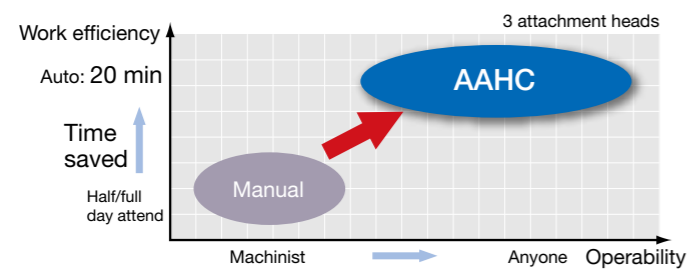 3 attachment heads
Work efficiency
Auto: 20 min
AAHC
Time
saved
Manual
Half/full
day attend
Machinist
Anyone
Operability